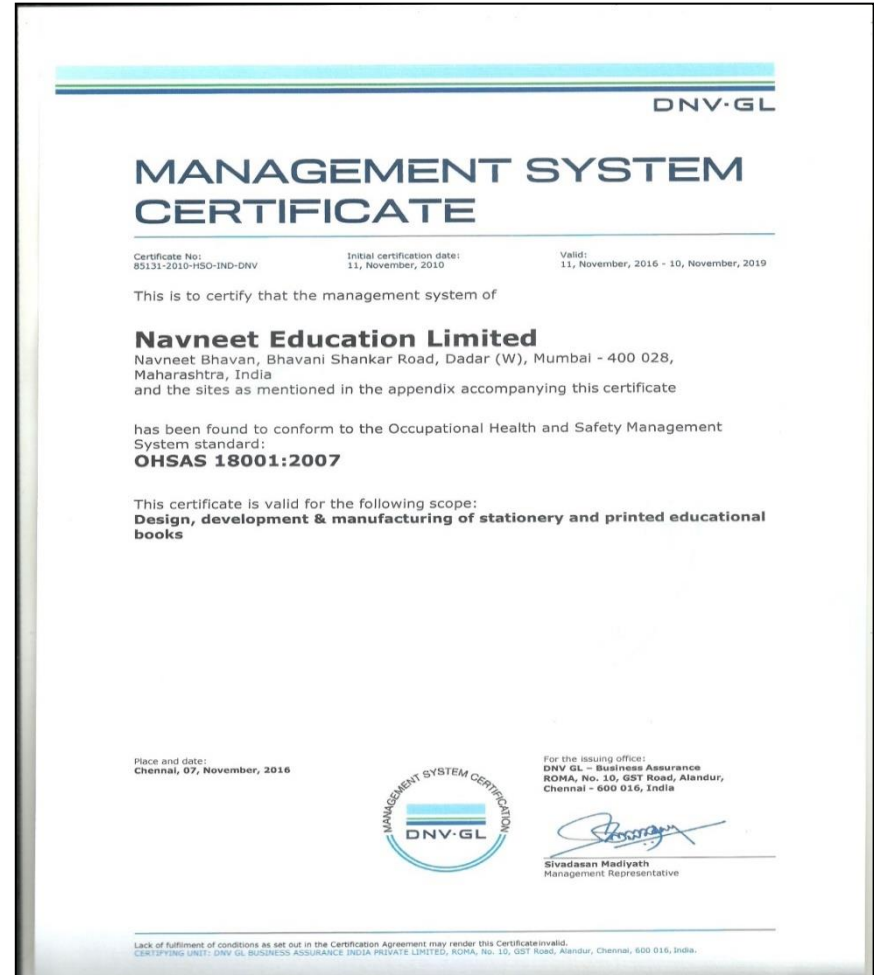 DNV·GL
MANAGEMENT SYSTEM
CERTIFICATE
Certificate No:
85131-2010-HSO-IND-DNV
Initial certification date:
11, November, 2010
Valid:
11, November, 2016 - 10, November, 2019
This is to certify that the management system of
Navneet Education Limited
Navneet Bhavan, Bhavani Shankar Road, Dadar (W), Mumbai - 400 028,
Maharashtra, India
and the sites as mentioned in the appendix accompanying this certificate
has been found to conform to the Occupational Health and Safety Management
System standard:
OHSAS 18001:2007
This certificate is valid for the following scope:
Design, development & manufacturing of stationery and printed educational
books
Place and date:
Chennai, 07, November, 2016
MANAGEMENT SYSTEM CERTIFICATION
DNV·GL
For the issuing office:
DNV GL – Business Assurance
ROMA, No. 10, GST Road, Alandur,
Chennai - 600 016, India
Sivadasan Madiyath
Management Representative
Lack of fulfilment of conditions as set out in the Certification Agreement may render this Certificate invalid.
CERTIFYING UNIT: DNV GL BUSINESS ASSURANCE INDIA PRIVATE LIMITED, ROMA, No. 10, GST Road, Alandur, Chennai, 600 016, India.